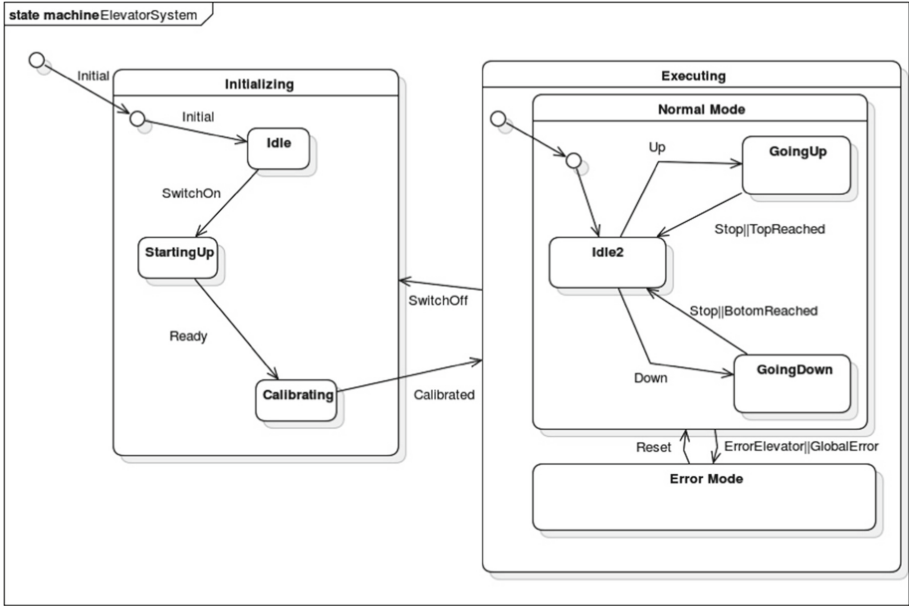 state machine ElevatorSystem
Initial
Initializing
Initial
Idle
SwitchOn
StartingUp
Ready
Calibrating
SwitchOff
Calibrated
Executing
Normal Mode
Up
GoingUp
Stop||TopReached
Idle2
Stop||BotomReached
Down
GoingDown
Reset
ErrorElevator||GlobalError
Error Mode